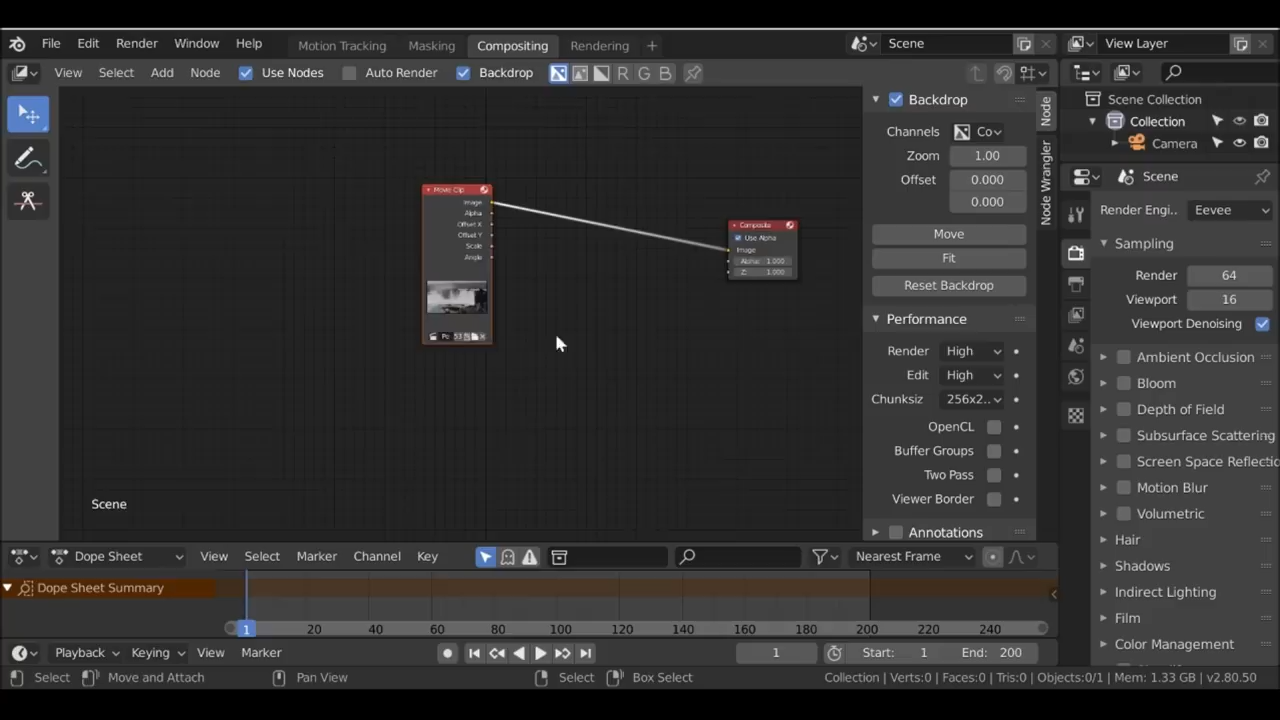 File Edit Render Window Help Motion Tracking Masking Compositing Rendering + Scene View Layer
View Select Add Node Use Nodes Auto Render Backdrop R G B
Backdrop
Channels Co
Zoom 1.00
Offset 0.000
0.000
Move
Fit
Reset Backdrop
Performance
Render High
Edit High
Chunksiz 256x2..
OpenCL
Buffer Groups
Two Pass
Viewer Border
Annotations
Node
Node Wrangler
Movie Clip
Image
Alpha
Offset X
Offset Y
Scale
Angle
Pc 53
Composite
Use Alpha
Image
Alpha: 1.000
Z: 1.000
Scene
Scene Collection
Collection
Camera
Scene
Render Engi.. Eevee
Sampling
Render 64
Viewport 16
Viewport Denoising
Ambient Occlusion
Bloom
Depth of Field
Subsurface Scattering
Screen Space Reflectio
Motion Blur
Volumetric
Hair
Shadows
Indirect Lighting
Film
Color Management
Dope Sheet View Select Marker Channel Key Nearest Frame
Dope Sheet Summary
1 20 40 60 80 100 120 140 160 180 200 220 240
Playback Keying View Marker 1 Start: 1 End: 200
Select Move and Attach Pan View Select Box Select Collection | Verts:0 | Faces:0 | Tris:0 | Objects:0/1 | Mem: 1.33 GB | v2.80.50